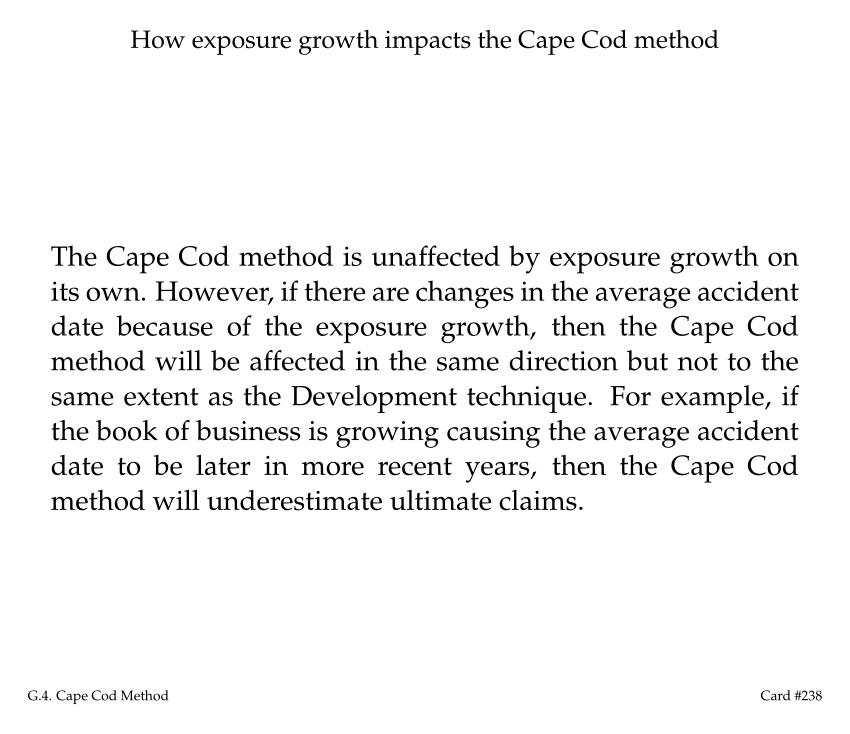 How exposure growth impacts the Cape Cod method
The Cape Cod method is unaffected by exposure growth on
its own. However, if there are changes in the average accident
date because of the exposure growth, then the Cape Cod
method will be affected in the same direction but not to the
same extent as the Development technique. For example, if
the book of business is growing causing the average accident
date to be later in more recent years, then the Cape Cod
method will underestimate ultimate claims.
G.4. Cape Cod Method
Card #238